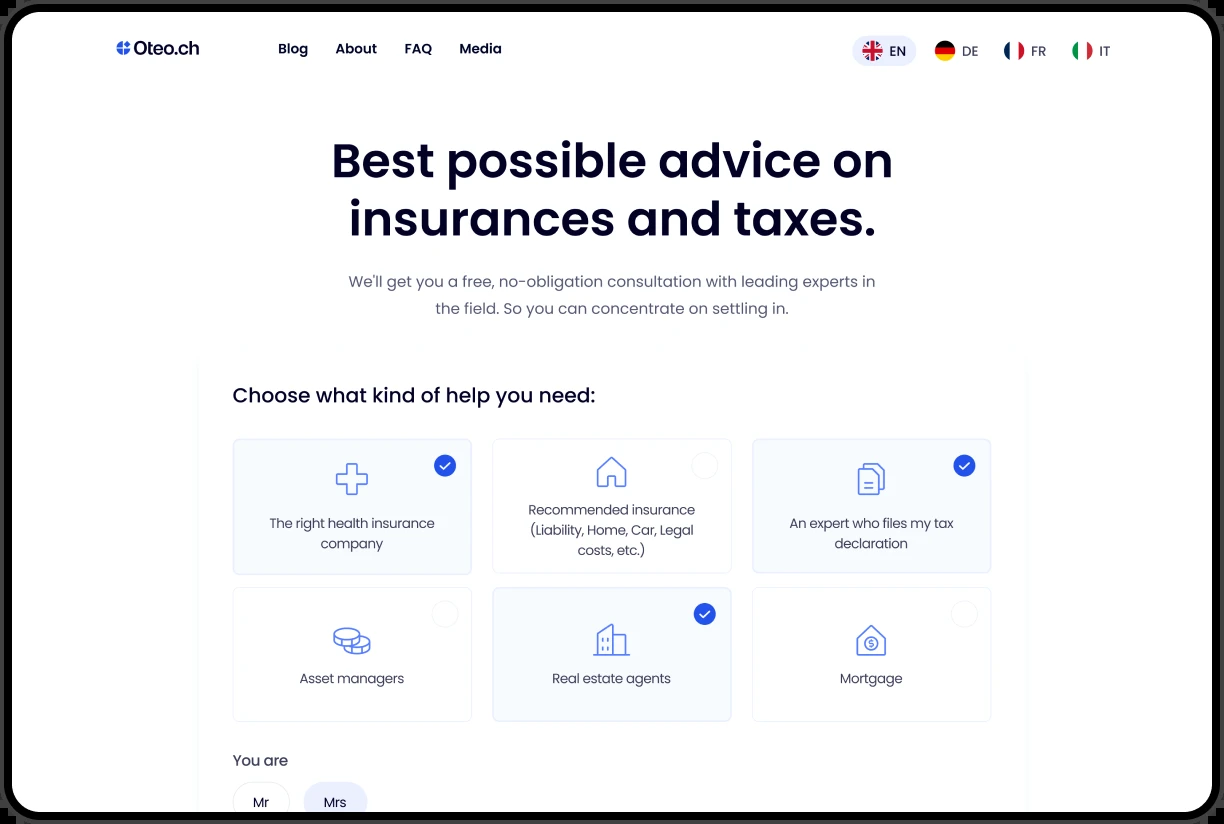 Oteo.ch
Blog About FAQ Media
EN DE FR IT
Best possible advice on
insurances and taxes.
We'll get you a free, no-obligation consultation with leading experts in
the field. So you can concentrate on settling in.
Choose what kind of help you need:
The right health insurance
company
Recommended insurance
(Liability, Home, Car, Legal
costs, etc.)
An expert who files my tax
declaration
Asset managers
Real estate agents
Mortgage
You are
Mr
Mrs